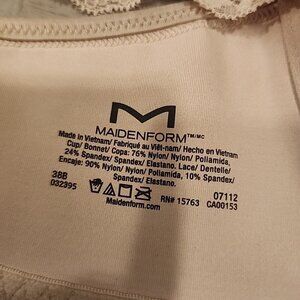 M
MAIDENFORM™/MC
Made in Vietnam/ Fabriqué au Việt-nam/ Hecho en Vietnam
Cup/ Bonnet/ Copa: 76% Nylon/ Nylon/ Poliamida,
24% Spandex/ Spandex/ Elastano. Lace/ Dentelle/
Encaje: 90% Nylon/ Nylon/ Poliamida, 10% Spandex/
Spandex/ Elastano.
38B 07112
032395 RN# 15763 CA00153
Maidenform.com